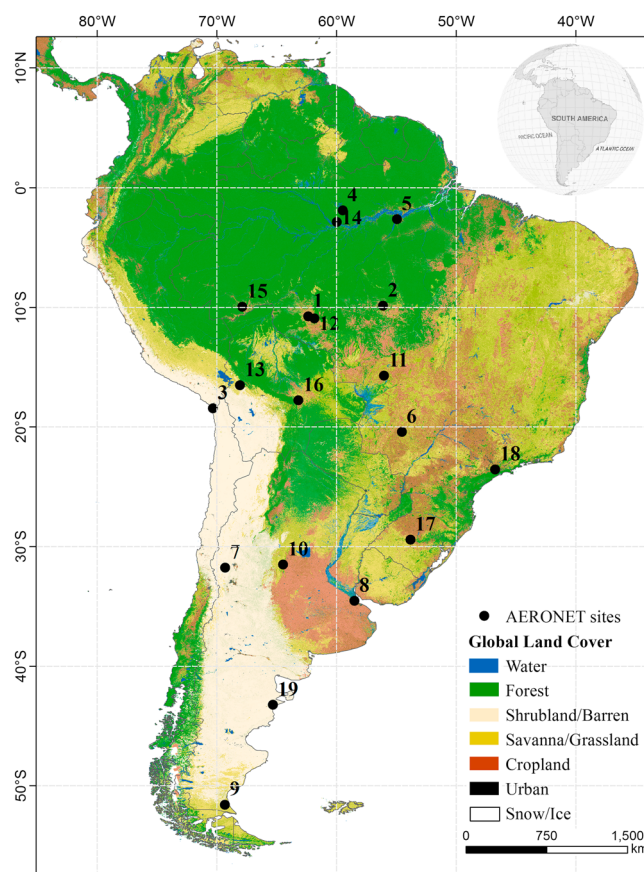 80°W 70°W 60°W 50°W 40°W
10°N
SOUTH AMERICA
PACIFIC OCEAN
ATLANTIC OCEAN
0°
4
5
14
10°S
15
1
2
12
11
13
16
3
20°S
6
18
17
30°S
10
7
8
AERONET sites
Global Land Cover
Water
Forest
40°S
19
Shrubland/Barren
Savanna/Grassland
Cropland
50°S
9
Urban
Snow/Ice
0 750 1,500
km